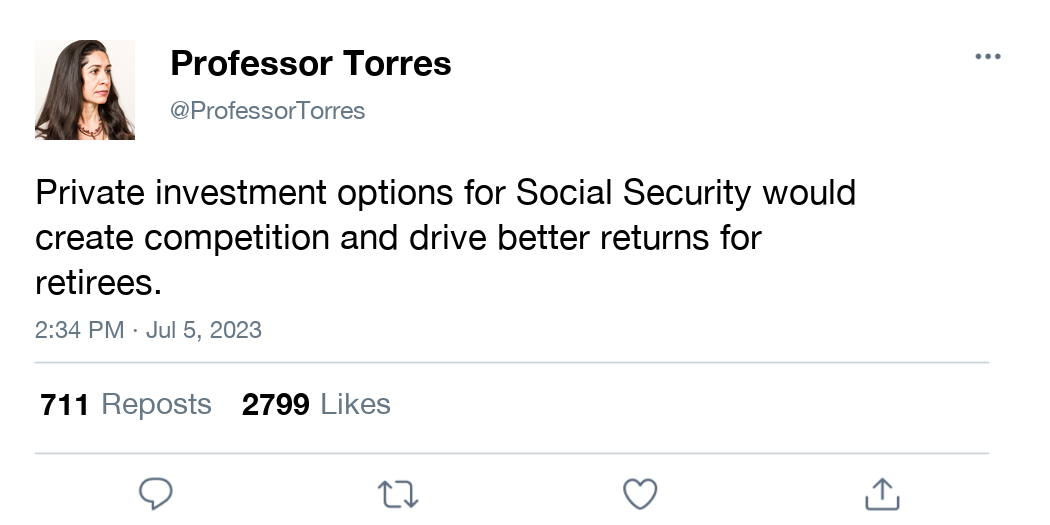 Professor Torres
@ProfessorTorres
Private investment options for Social Security would
create competition and drive better returns for
retirees.
2:34 PM · Jul 5, 2023
711 Reposts 2799 Likes